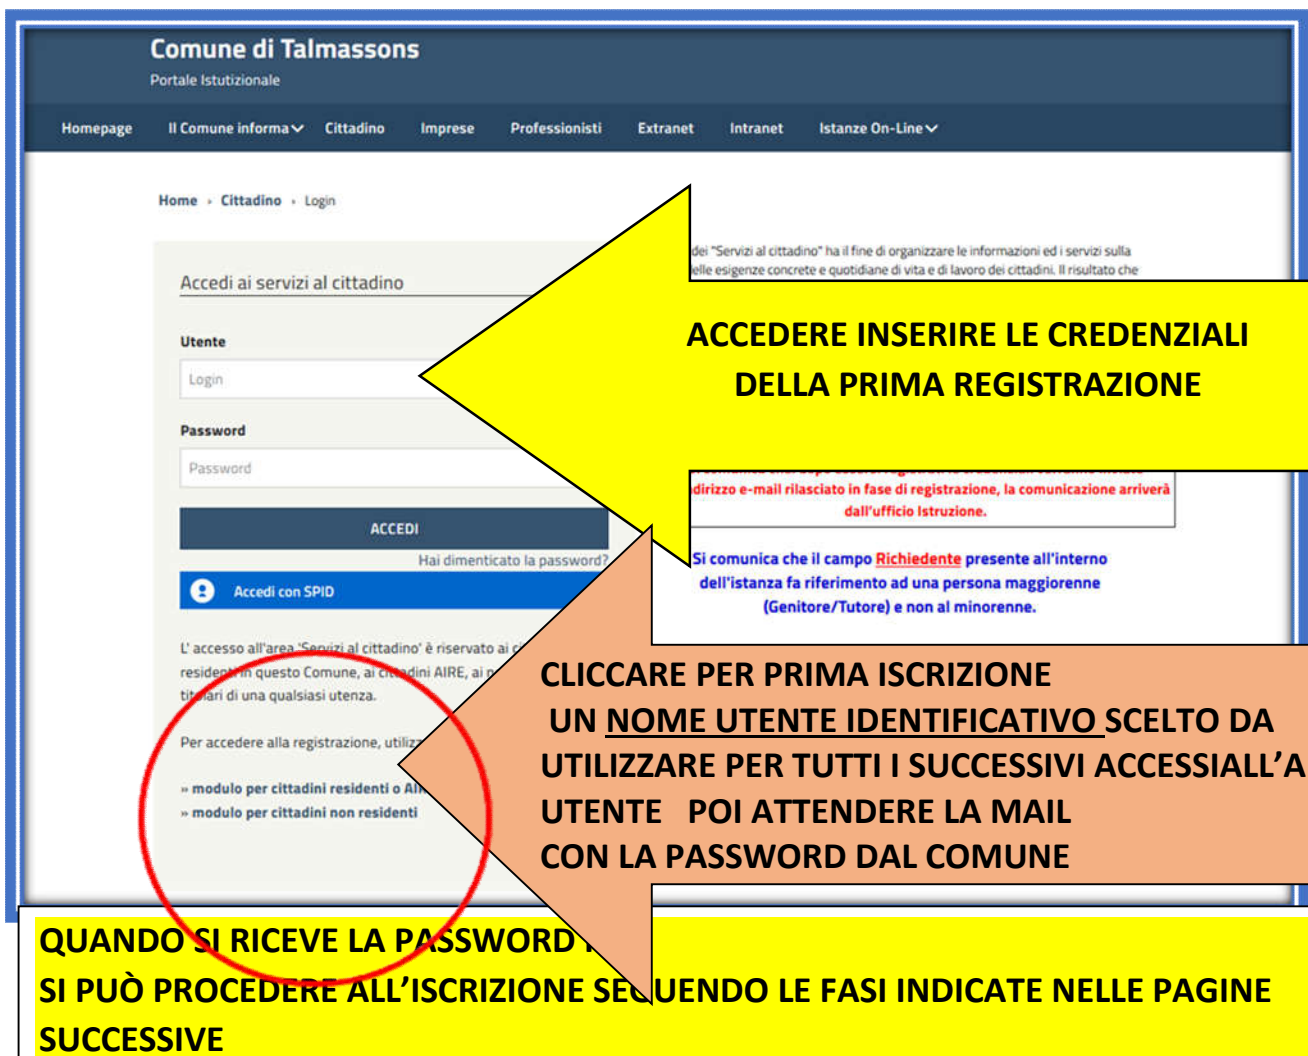 Comune di Talmassons
Portale Istutizionale
Homepage Il Comune informa Cittadino Imprese Professionisti Extranet Intranet Istanze On-Line
Home › Cittadino › Login
Accedi ai servizi al cittadino
Utente
Login
Password
Password
ACCEDI
Hai dimenticato la password?
Accedi con SPID
L' accesso all'area 'Servizi al cittadino' è riservato ai
residenti in questo Comune, ai cittadini AIRE, ai
titolari di una qualsiasi utenza.
Per accedere alla registrazione,
» modulo per cittadini residenti o
» modulo per cittadini non residenti
dei "Servizi al cittadino" ha il fine di organizzare le informazioni ed i servizi sulla
esigenze concrete e quotidiane di vita e di lavoro dei cittadini. Il risultato che
ACCEDERE INSERIRE LE CREDENZIALI
DELLA PRIMA REGISTRAZIONE
e-mail rilasciato in fase di registrazione, la comunicazione arriverà
dall'ufficio Istruzione.
Si comunica che il campo Richiedente presente all'interno
dell'istanza fa riferimento ad una persona maggiorenne
(Genitore/Tutore) e non al minorenne.
CLICCARE PER PRIMA ISCRIZIONE
UN NOME UTENTE IDENTIFICATIVO SCELTO DA
UTILIZZARE PER TUTTI I SUCCESSIVI ACCESSIALL'A
UTENTE POI ATTENDERE LA MAIL
CON LA PASSWORD DAL COMUNE
QUANDO SI RICEVE LA PASSWORD
SI PUÒ PROCEDERE ALL'ISCRIZIONE SEGUENDO LE FASI INDICATE NELLE PAGINE
SUCCESSIVE